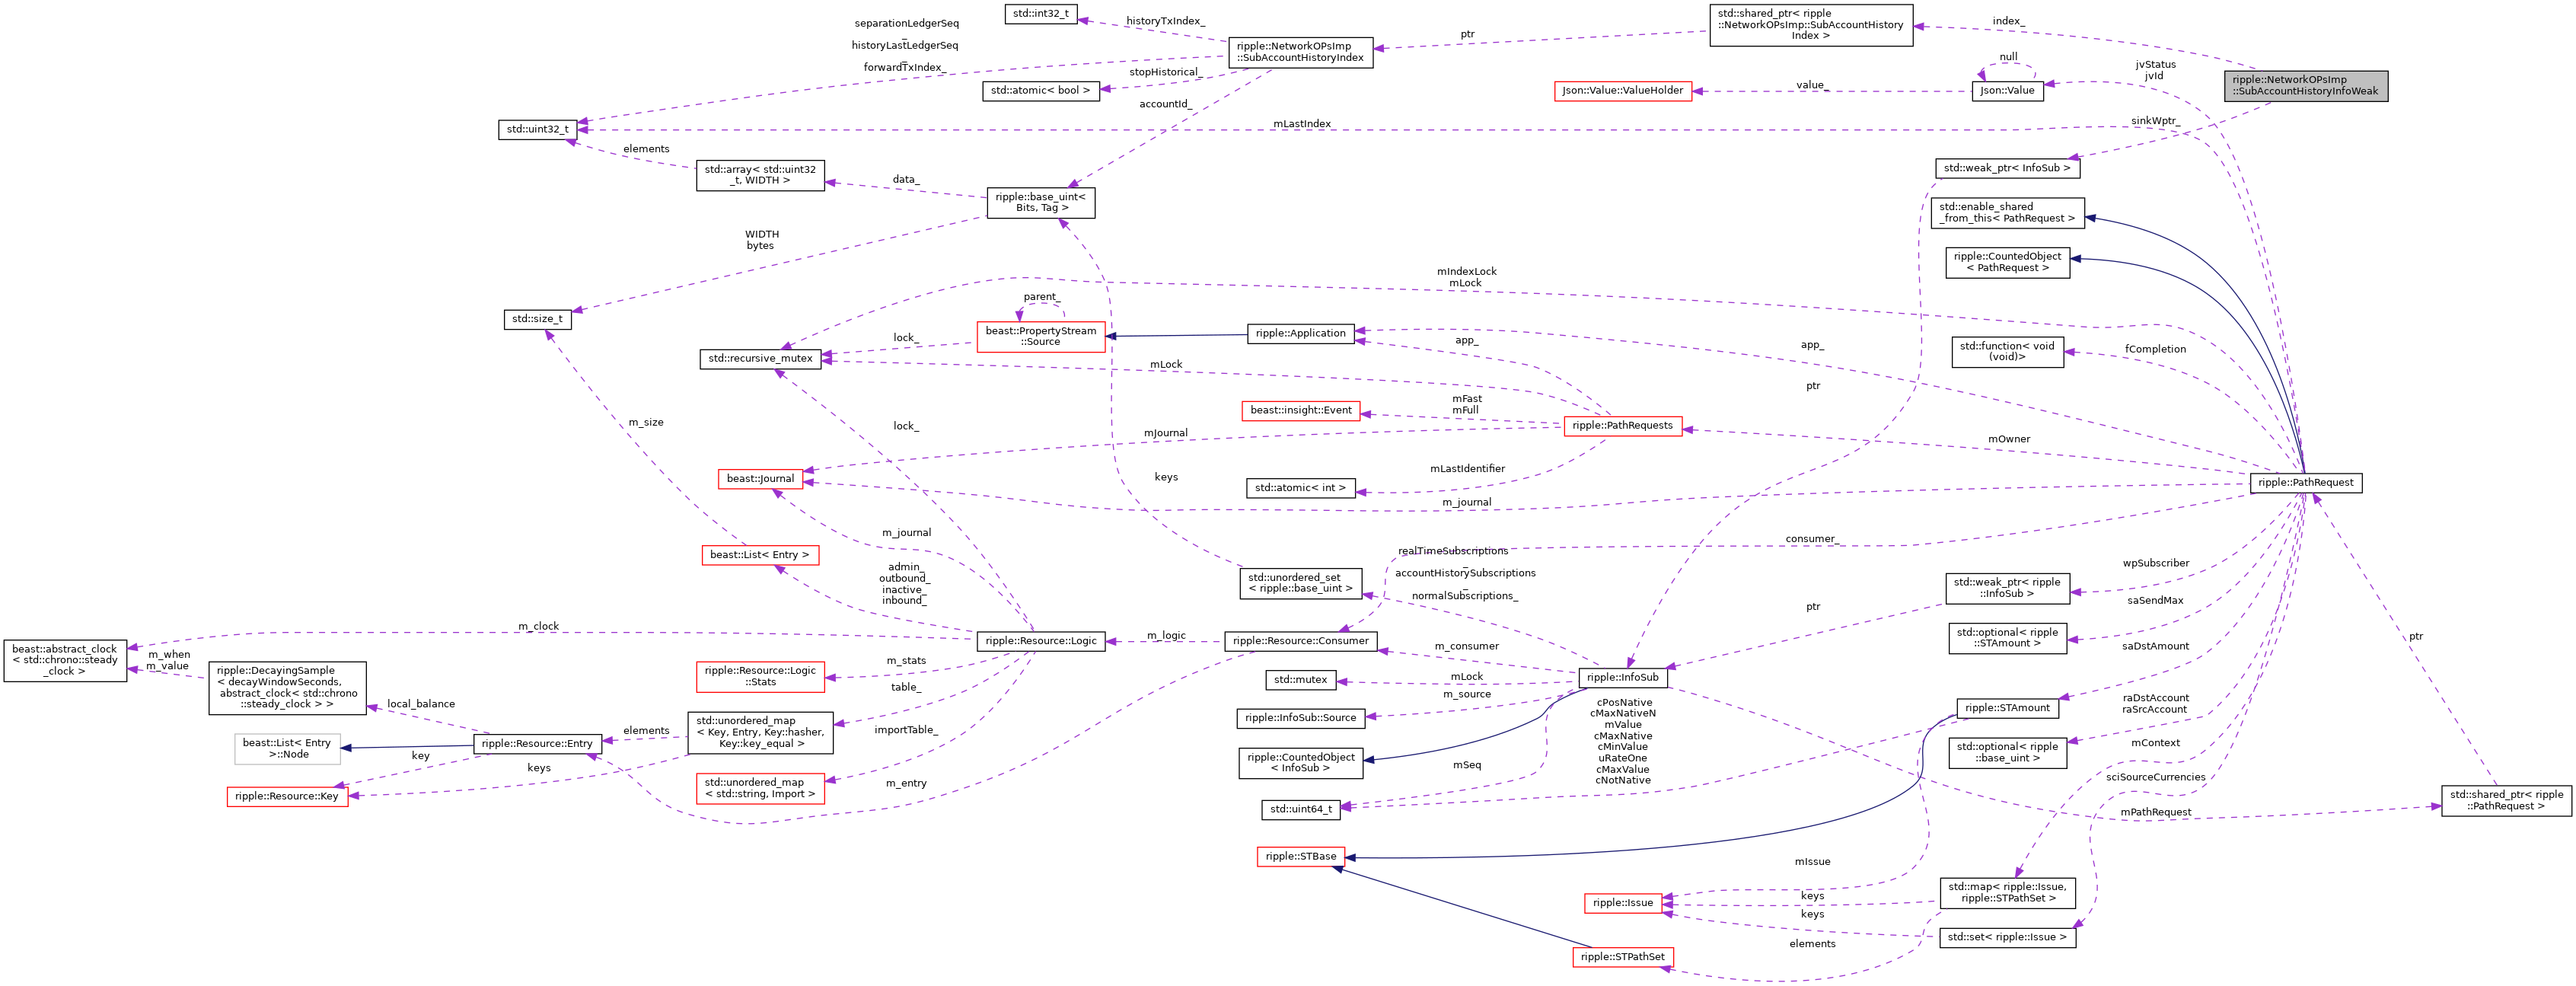 separationLedgerSeq
_
historyLastLedgerSeq
_
forwardTxIndex_
std::int32_t
historyTxIndex_
ripple::NetworkOPsImp
::SubAccountHistoryIndex
ptr
std::shared_ptr< ripple
::NetworkOPsImp::SubAccountHistory
Index >
index_
ripple::NetworkOPsImp
::SubAccountHistoryInfoWeak
stopHistorical_
std::atomic< bool >
accountId_
Json::Value::ValueHolder
value_
null
Json::Value
jvStatus
jvId
std::uint32_t
mLastIndex
sinkWptr_
elements
std::array< std::uint32
_t, WIDTH >
data_
ripple::base_uint<
Bits, Tag >
std::weak_ptr< InfoSub >
std::enable_shared
_from_this< PathRequest >
WIDTH
bytes
ripple::CountedObject
< PathRequest >
mIndexLock
mLock
parent_
std::size_t
beast::PropertyStream
::Source
ripple::Application
lock_
std::recursive_mutex
app_
app_
std::function< void
(void)>
fCompletion
mLock
ptr
mFast
mFull
beast::insight::Event
ripple::PathRequests
m_size
lock_
mJournal
mOwner
mLastIdentifier
keys
beast::Journal
std::atomic< int >
m_journal
ripple::PathRequest
m_journal
consumer_
beast::List< Entry >
realTimeSubscriptions
_
accountHistorySubscriptions
_
normalSubscriptions_
admin_
outbound_
inactive_
inbound_
std::unordered_set
< ripple::base_uint >
wpSubscriber
std::weak_ptr< ripple
::InfoSub >
saSendMax
ptr
m_clock
beast::abstract_clock
< std::chrono::steady
_clock >
m_when
m_value
ripple::DecayingSample
< decayWindowSeconds,
abstract_clock< std::chrono
::steady_clock > >
ripple::Resource::Logic
m_logic
ripple::Resource::Consumer
m_consumer
std::optional< ripple
::STAmount >
saDstAmount
ptr
m_stats
ripple::Resource::Logic
::Stats
std::mutex
mLock
ripple::InfoSub
table_
m_source
ripple::InfoSub::Source
local_balance
std::unordered_map
< Key, Entry, Key::hasher,
Key::key_equal >
elements
importTable_
cPosNative
cMaxNativeN
mValue
cMaxNative
cMinValue
uRateOne
cMaxValue
cNotNative
ripple::STAmount
raDstAccount
raSrcAccount
beast::List< Entry
>::Node
ripple::Resource::Entry
key
keys
ripple::CountedObject
< InfoSub >
mSeq
std::optional< ripple
::base_uint >
mContext
sciSourceCurrencies
ripple::Resource::Key
std::unordered_map
< std::string, Import >
m_entry
std::uint64_t
mPathRequest
std::shared_ptr< ripple
::PathRequest >
ripple::STBase
mIssue
std::map< ripple::Issue,
ripple::STPathSet >
keys
ripple::Issue
keys
std::set< ripple::Issue >
elements
ripple::STPathSet